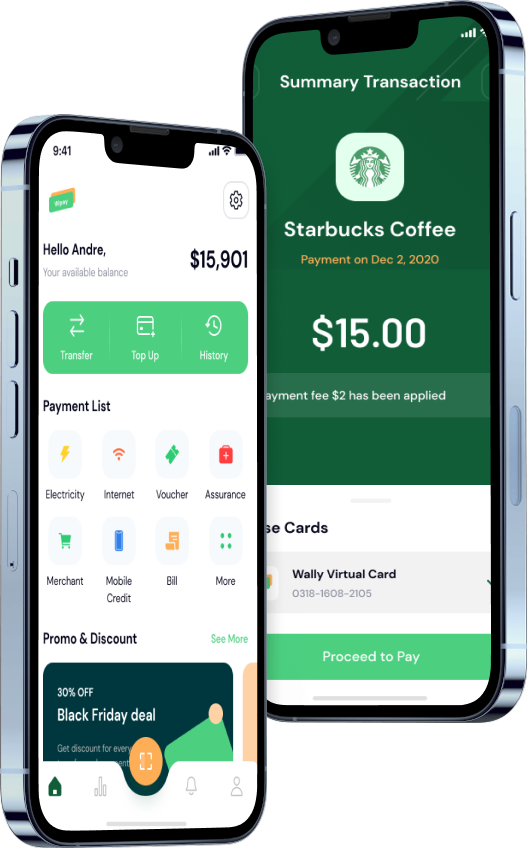 9:41
Wpay
Hello Andre,
Your available balance
$15,901
Transfer
Top Up
History
Payment List
Electricity
Internet
Voucher
Assurance
Merchant
Mobile
Credit
Bill
More
Promo & Discount
See More
30% OFF
Black Friday deal
Get discount for every
Summary Transaction
Starbucks Coffee
Payment on Dec 2, 2020
$15.00
ayment fee $2 has been applied
se Cards
Wally Virtual Card
0318-1608-2105
Proceed to Pay